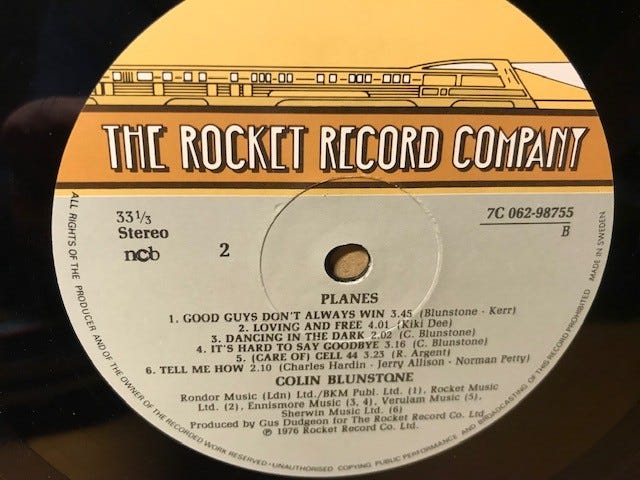 THE ROCKET RECORD COMPANY
33 1/3
Stereo
ncb
2
7C 062-98755
B
PLANES
1. GOOD GUYS DON'T ALWAYS WIN 3.45 (Blunstone - Kerr)
2. LOVING AND FREE 4.01 (Kiki Dee)
3. DANCING IN THE DARK 2.02 (C. Blunstone)
4. IT'S HARD TO SAY GOODBYE 3.16 (C. Blunstone)
5. (CARE OF) CELL 44 3.23 (R. Argent)
6. TELL ME HOW 2.10 (Charles Hardin - Jerry Allison - Norman Petty)
COLIN BLUNSTONE
Rondor Music (Ldn) Ltd./BKM Publ. Ltd. (1), Rocket Music
Ltd. (2), Ennismore Music (3, 4), Verulam Music (5),
Sherwin Music Ltd. (6)
Produced by Gus Dudgeon for The Rocket Record Co. Ltd.
℗ 1976 Rocket Record Co. Ltd.
ALL RIGHTS OF THE PRODUCER AND OF THE OWNER OF THE RECORDED WORK RESERVED - UNAUTHORISED COPYING PUBLIC PERFORMANCE AND BROADCASTING OF THIS RECORD PROHIBITED MADE IN SWEDEN